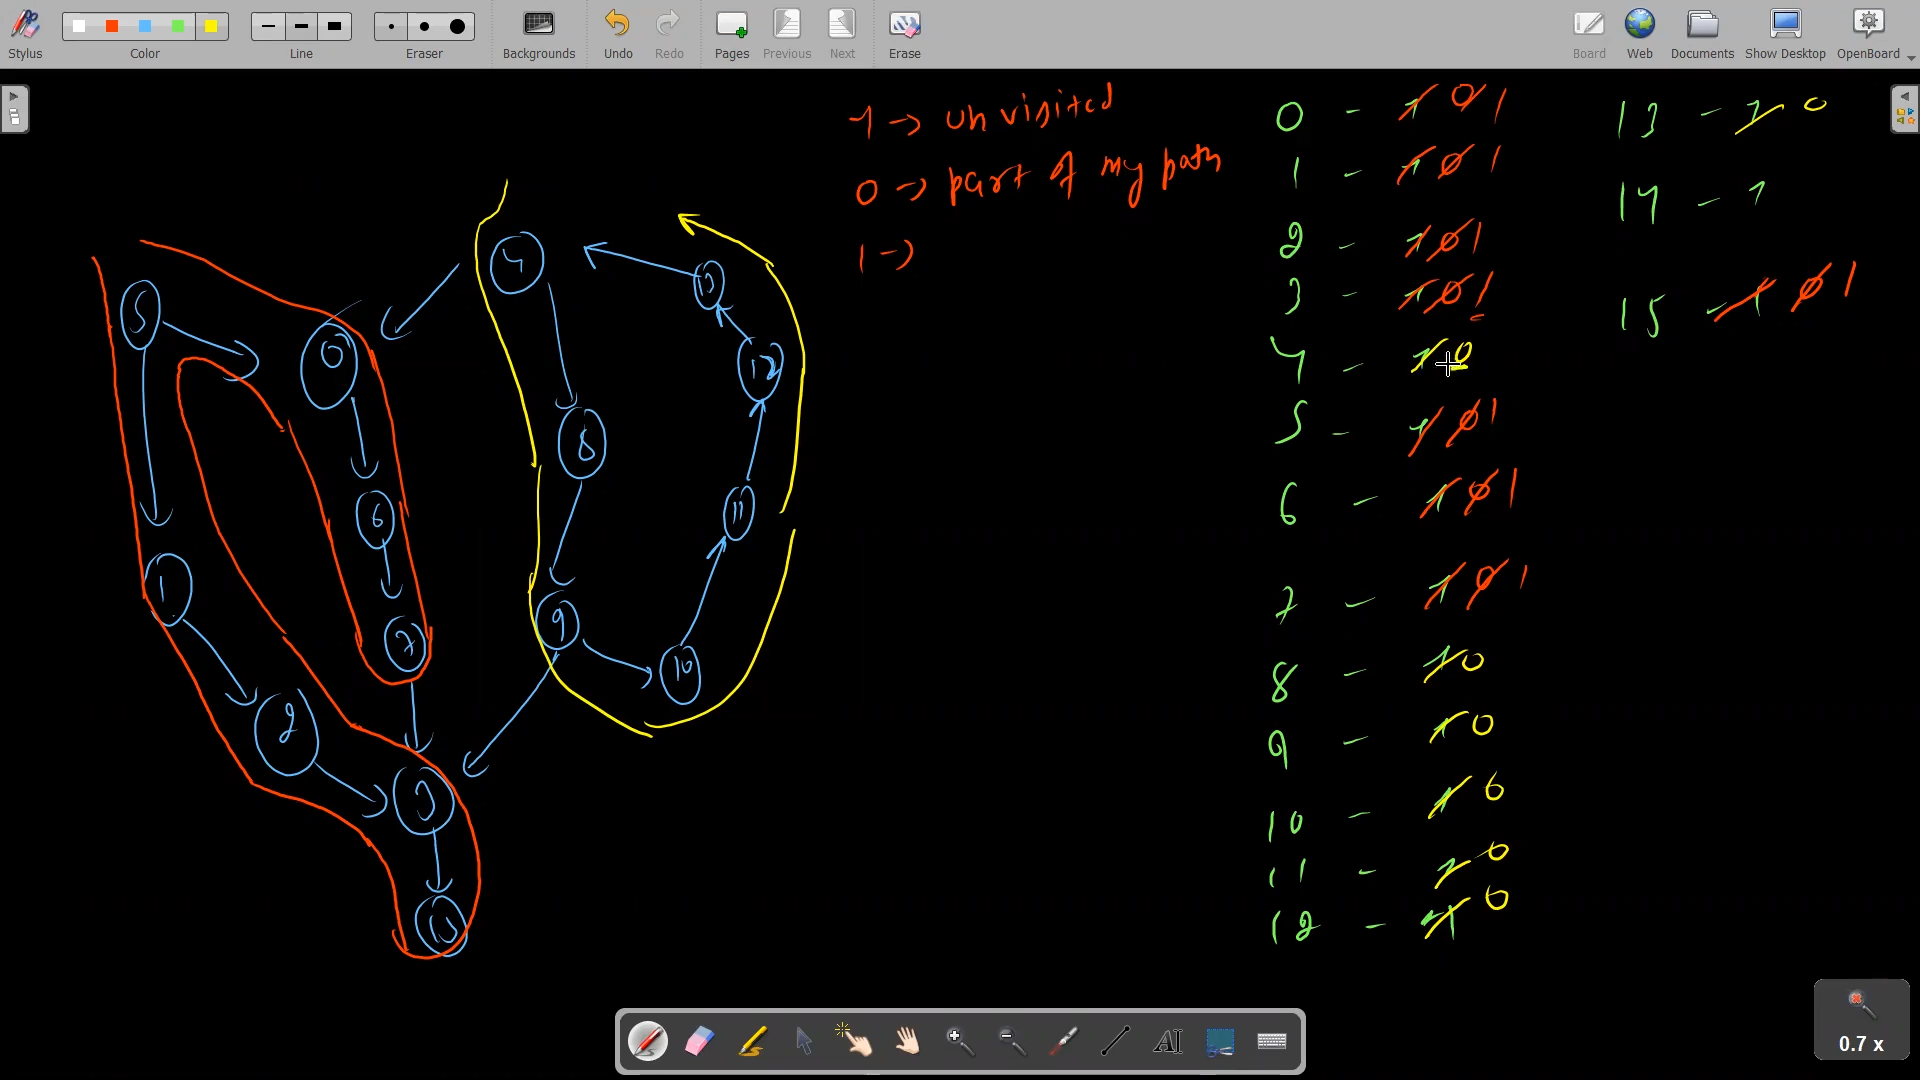 Stylus
Color
Line
Eraser
Backgrounds
Undo
Redo
Pages
Previous
Next
Erase
Board
Web
Documents
Show Desktop
OpenBoard
-1 -> unvisited
0 -> part of my path
1 ->
5
0
4
13
12
8
6
11
1
9
7
10
2
3
0 - -1 0 1
1 - -1 0 1
2 - -1 0 1
3 - -1 0 1
4 - -1 0
5 - -1 0 1
6 - -1 0 1
7 - -1 0 1
8 - -1 0
9 - -1 0
10 - -1 0
11 - -1 0
12 - -1 0
13 - -1 0
14 - -1
15 - -1 0 1
0.7 x